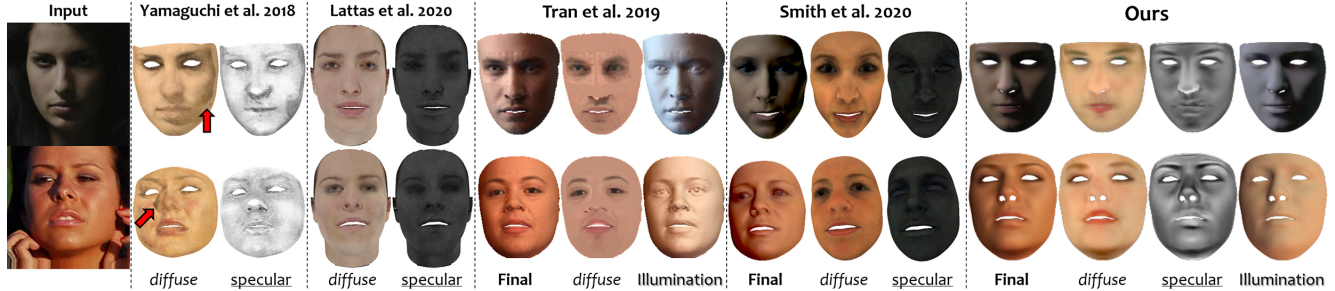 Input
Yamaguchi et al. 2018
Lattas et al. 2020
Tran et al. 2019
Smith et al. 2020
Ours
diffuse
specular
diffuse
specular
Final
diffuse
Illumination
Final
diffuse
specular
Final
diffuse
specular
Illumination